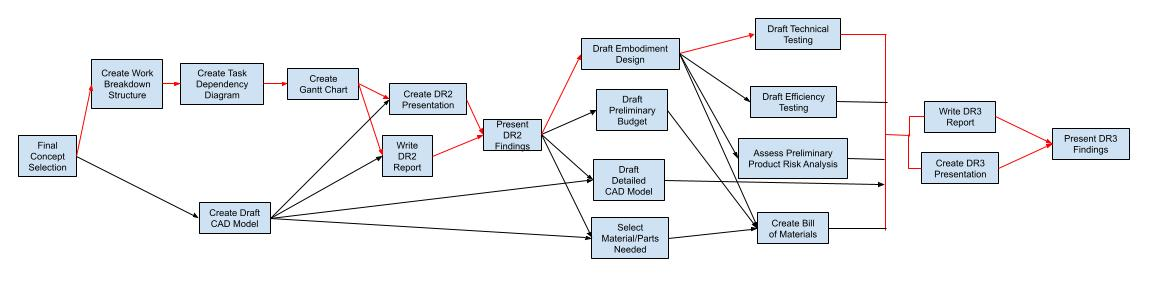 Final
Concept
Selection
Create Work
Breakdown
Structure
Create Task
Dependency
Diagram
Create
Gantt Chart
Create Draft
CAD Model
Create DR2
Presentation
Write
DR2
Report
Present
DR2
Findings
Draft Embodiment
Design
Draft
Preliminary
Budget
Draft
Detailed
CAD Model
Select
Material/Parts
Needed
Draft Technical
Testing
Draft Efficiency
Testing
Assess Preliminary
Product Risk Analysis
Create Bill
of Materials
Write DR3
Report
Create DR3
Presentation
Present DR3
Findings